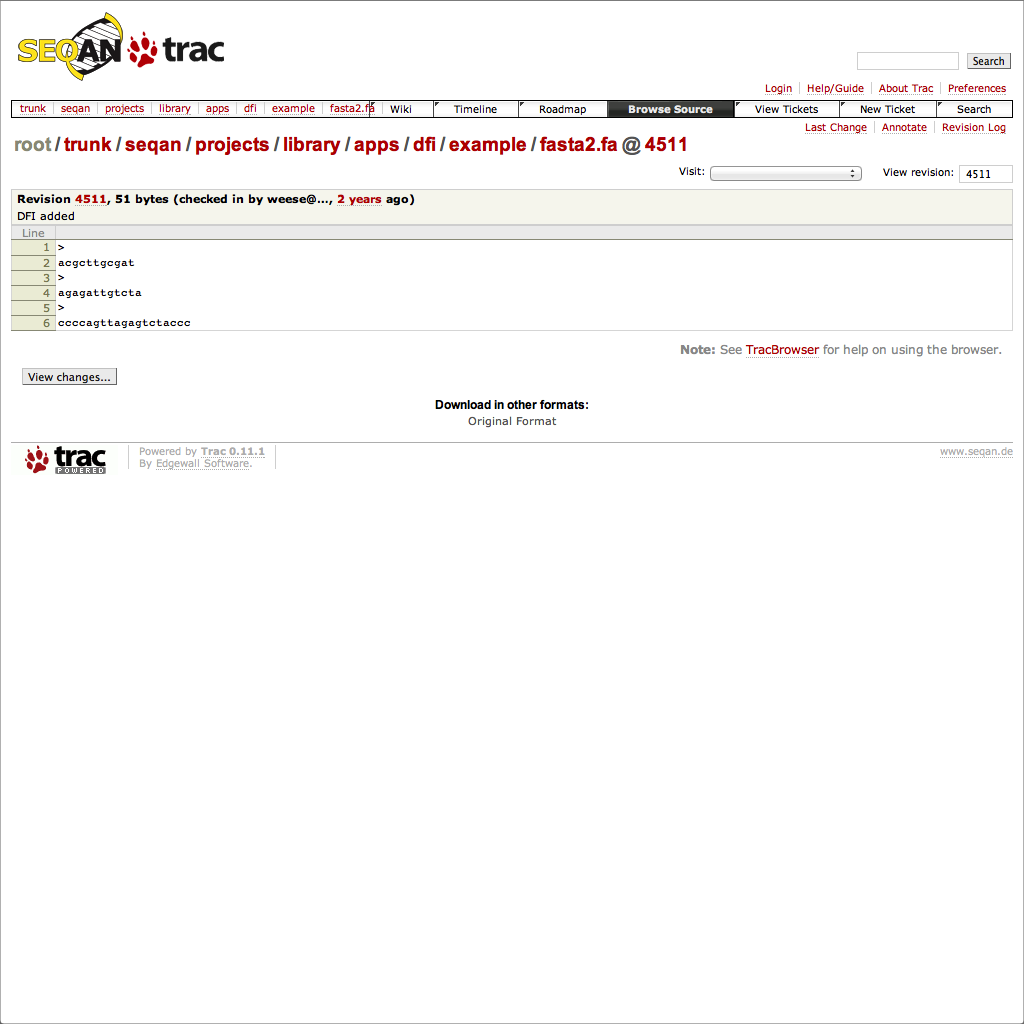 SEQAN trac
Search
Login Help/Guide About Trac Preferences
trunk seqan projects library apps dfi example fasta2.fa Wiki Timeline Roadmap Browse Source View Tickets New Ticket Search
Last Change Annotate Revision Log
root / trunk / seqan / projects / library / apps / dfi / example / fasta2.fa @ 4511
Visit: View revision: 4511
Revision 4511, 51 bytes (checked in by weese@..., 2 years ago)
DFI added
Line
1 >
2 acgcttgcgat
3 >
4 agagattgtcta
5 >
6 ccccagttagagtctaccc
Note: See TracBrowser for help on using the browser.
View changes...
Download in other formats:
Original Format
trac POWERED
Powered by Trac 0.11.1
By Edgewall Software.
www.seqan.de